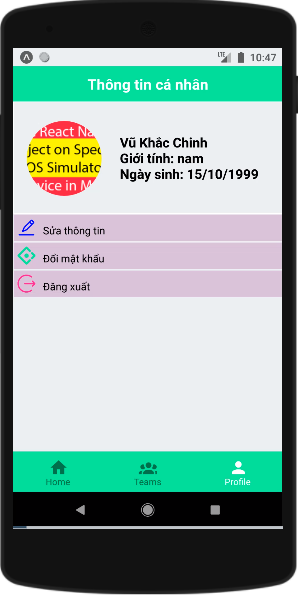 LTE 10:47
Thông tin cá nhân
React Na
ject on Spec
OS Simulato
vice in M
Vũ Khắc Chinh
Giới tính: nam
Ngày sinh: 15/10/1999
Sửa thông tin
Đổi mật khẩu
Đăng xuất
Home Teams Profile